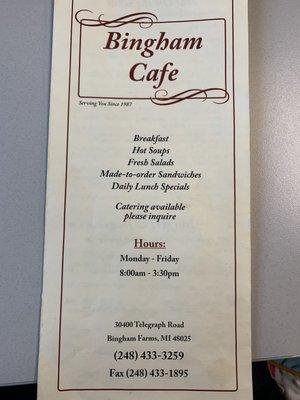 Bingham
Cafe
Serving You Since 1987
Breakfast
Hot Soups
Fresh Salads
Made-to-order Sandwiches
Daily Lunch Specials
Catering available
please inquire
Hours:
Monday - Friday
8:00am - 3:30pm
30400 Telegraph Road
Bingham Farms, MI 48025
(248) 433-3259
Fax (248) 433-1895